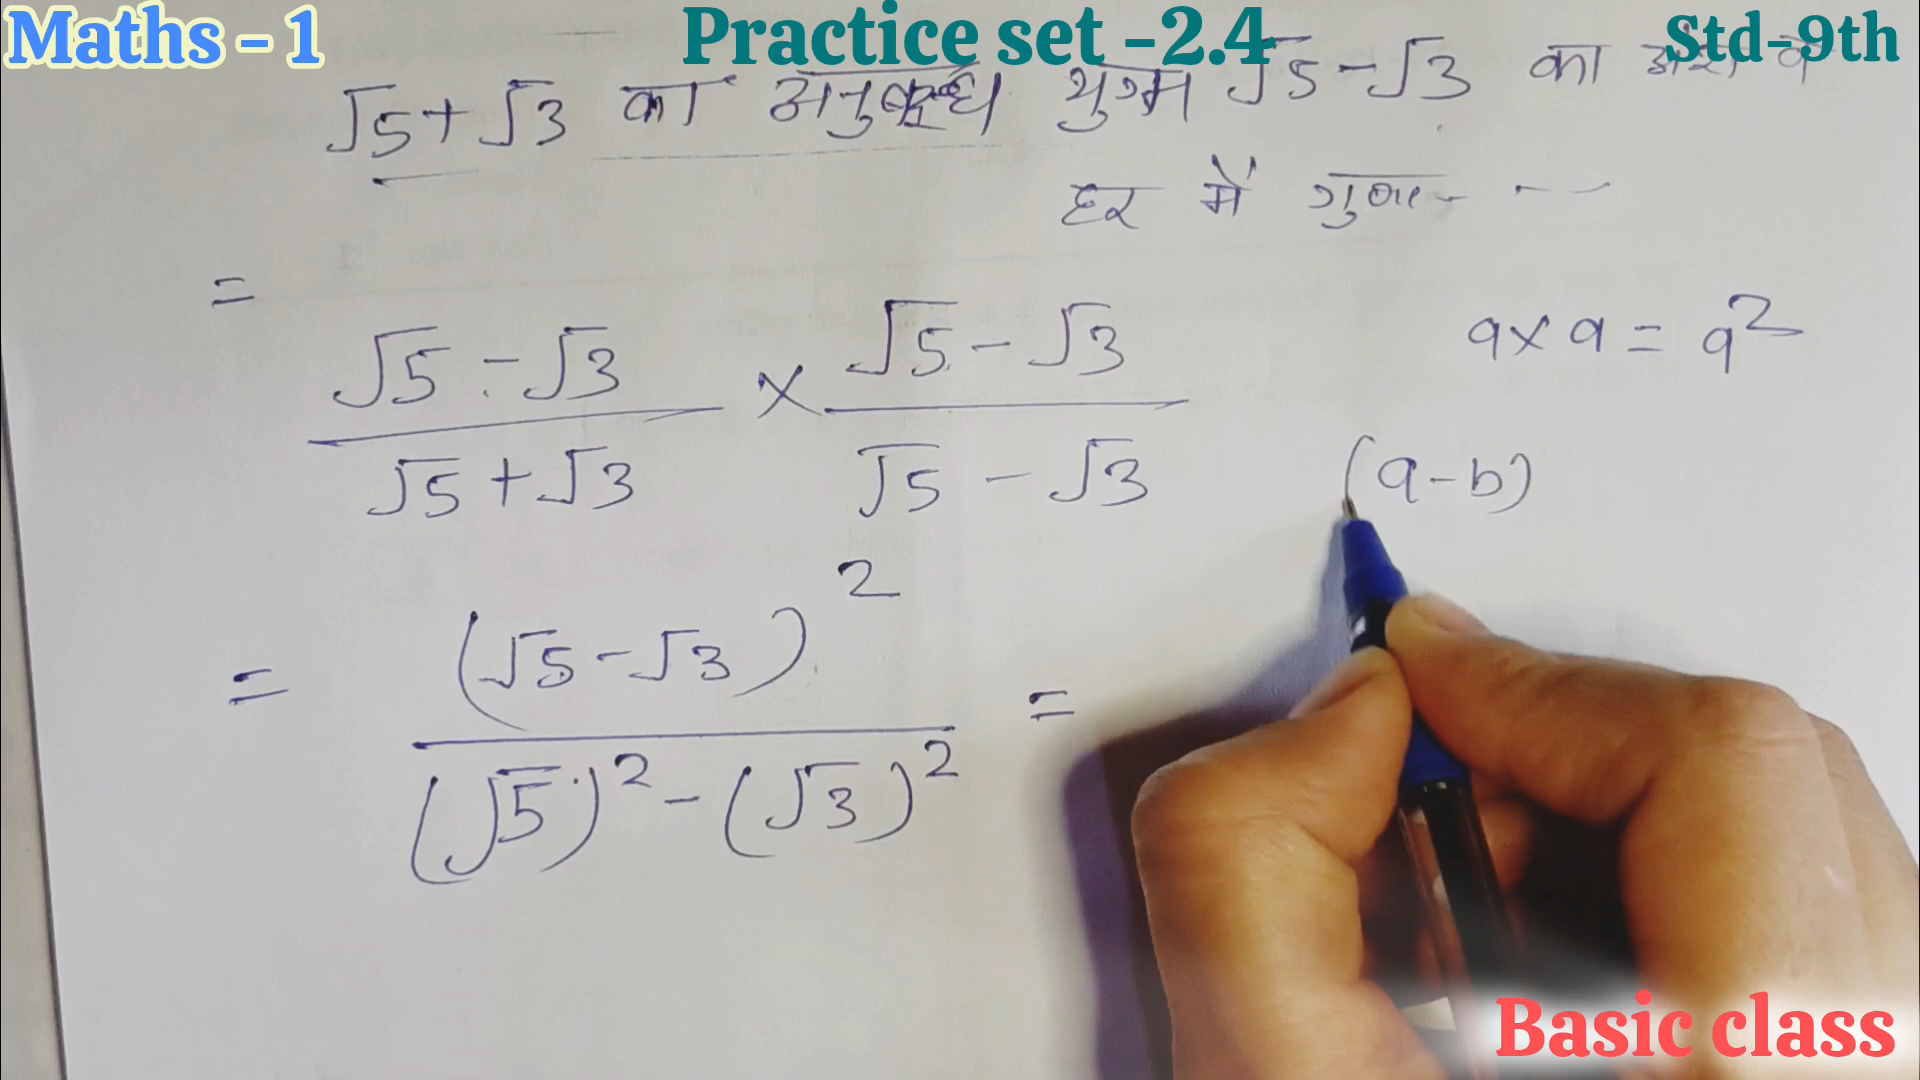 Maths - 1
Practice set -2.4
Std-9th
√5+√3 का अनुबन्ध युग्म √5-√3 का अंश व
हर में गुणा- - -
=
√5 - √3 / √5 + √3 × √5 - √3 / √5 - √3
a × a = a²
(a-b)
= (√5-√3)² / (√5)² - (√3)² =
Basic class